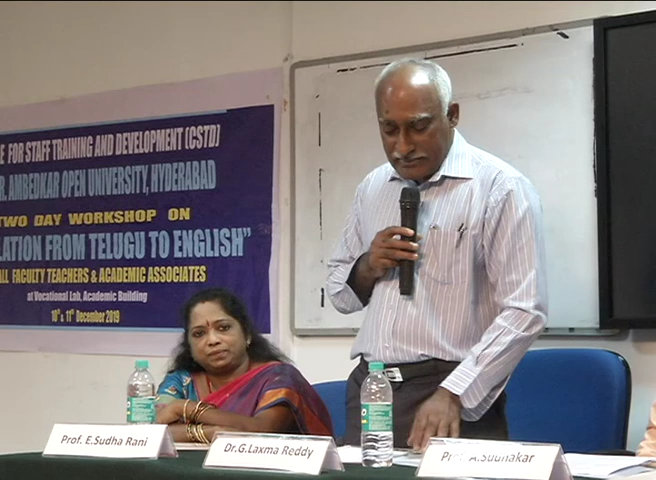 E FOR STAFF TRAINING AND DEVELOPMENT (CSTD)
R. AMBEDKAR OPEN UNIVERSITY, HYDERABAD
TWO DAY WORKSHOP ON
LATION FROM TELUGU TO ENGLISH"
ALL FACULTY TEACHERS & ACADEMIC ASSOCIATES
at Vocational Lab, Academic Building
10th & 11th December 2019
Prof. E.Sudha Rani
Dr.G.Laxma Reddy
Prof. A.Sudhakar